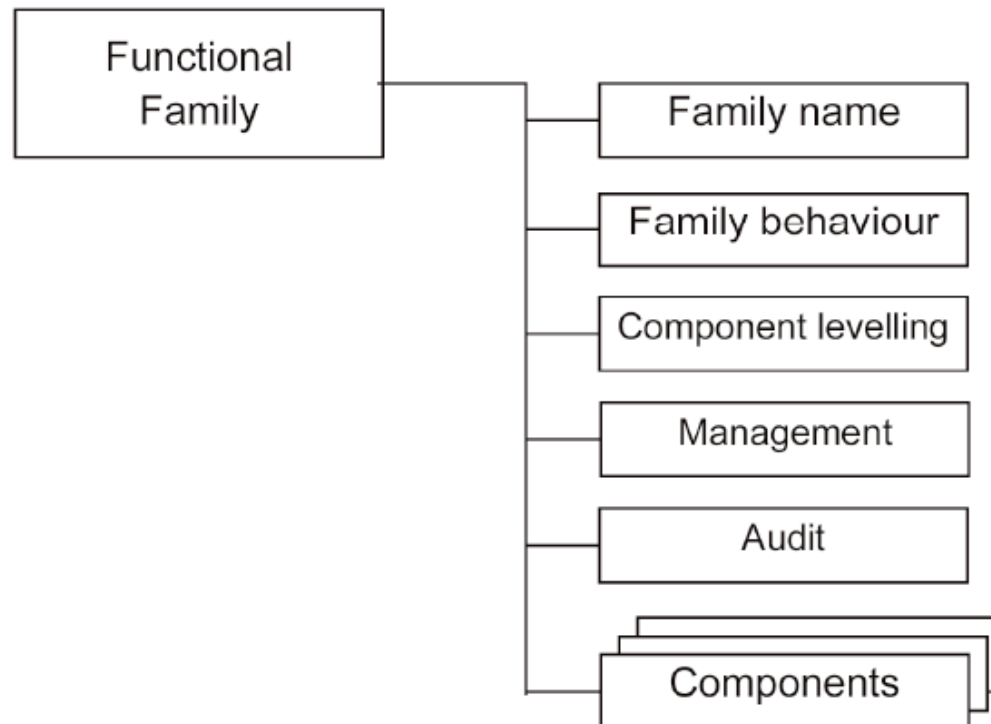 Functional
Family
Family name
Family behaviour
Component levelling
Management
Audit
Components